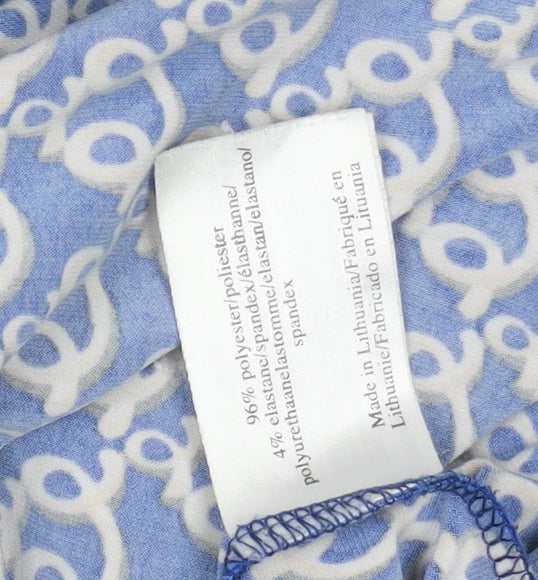 96% polyester/poliester
4% elastane/spandex/élasthanne/
polyurethaanelastomme/elastan/elastano/
spandex
Made in Lithuania/Fabriqué en
Lithuanie/Fabricado en Lituania